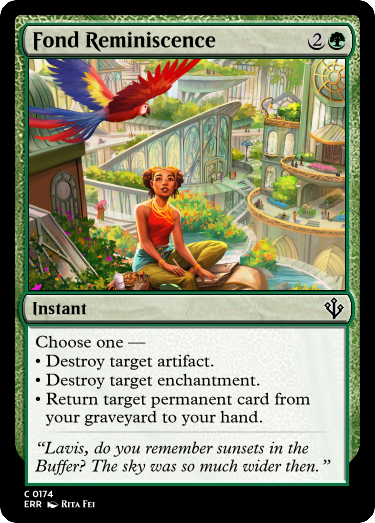 Fond Reminiscence 2
Instant
Choose one —
• Destroy target artifact.
• Destroy target enchantment.
• Return target permanent card from
your graveyard to your hand.
“Lavis, do you remember sunsets in the
Buffer? The sky was so much wider then.”
C 0174
ERR Rita Fei